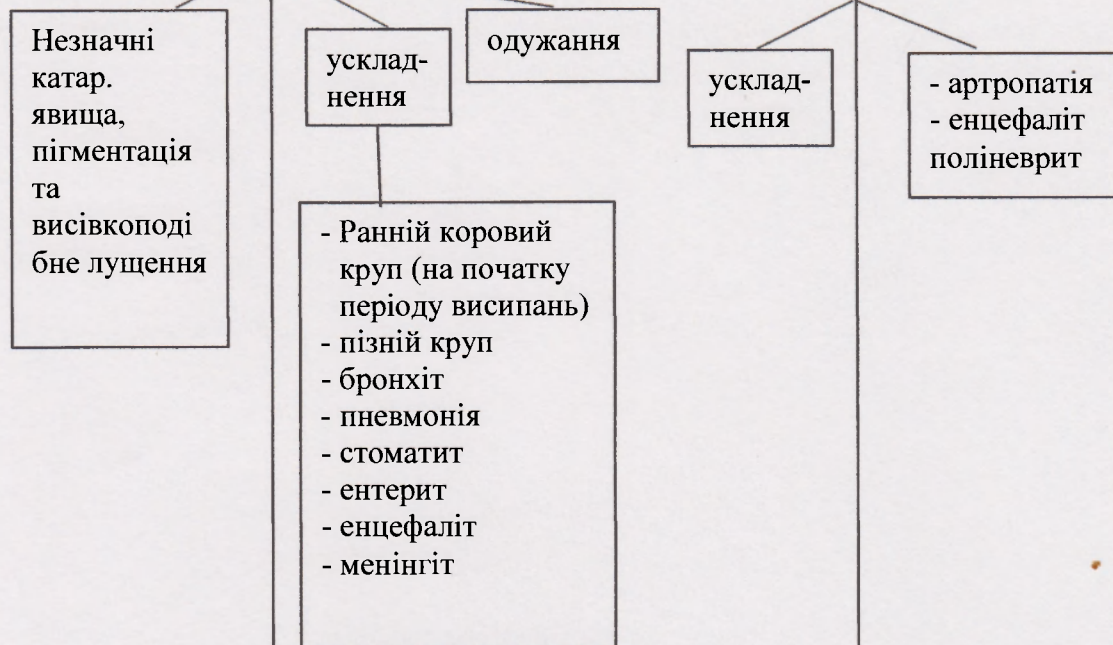 Незначні
катар.
явища,
пігментація
та
висівкоподі
бне лущення
усклад-
нення
одужання
- Ранній коровий
круп (на початку
періоду висипань)
- пізній круп
- бронхіт
- пневмонія
- стоматит
- ентерит
- енцефаліт
- менінгіт
усклад-
нення
- артропатія
- енцефаліт
поліневрит